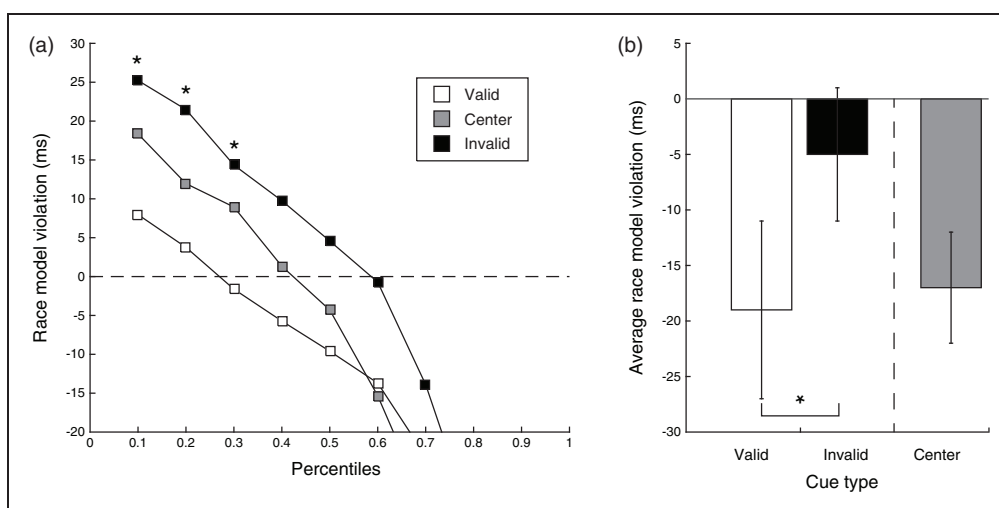 (a)
30
25
20
15
10
5
0
-5
-10
-15
-20
Race model violation (ms)
* * *
Valid
Center
Invalid
0 0.1 0.2 0.3 0.4 0.5 0.6 0.7 0.8 0.9 1
Percentiles
(b)
5
0
-5
-10
-15
-20
-25
-30
Average race model violation (ms)
*
Valid Invalid Center
Cue type